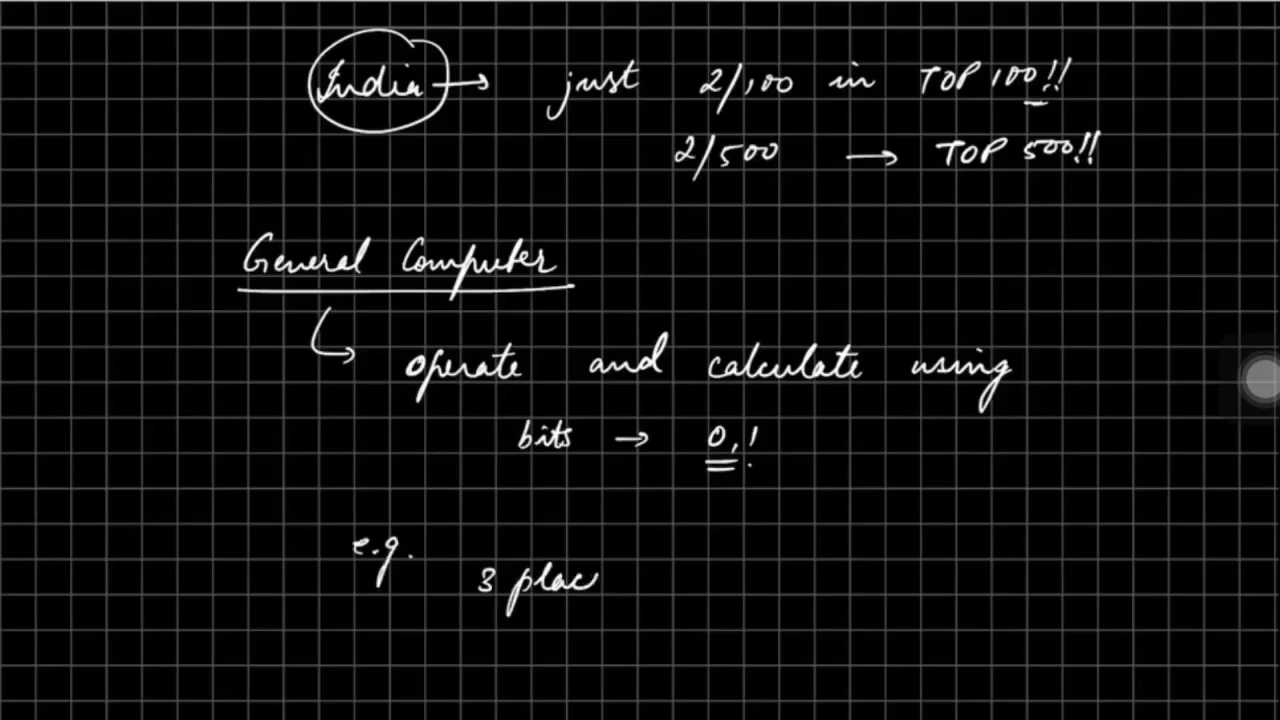 India → just 2/100 in TOP 100!!
2/500 → TOP 500!!
General Computer
↳ operate and calculate using
bits → 0, 1
e.g.
3 plac